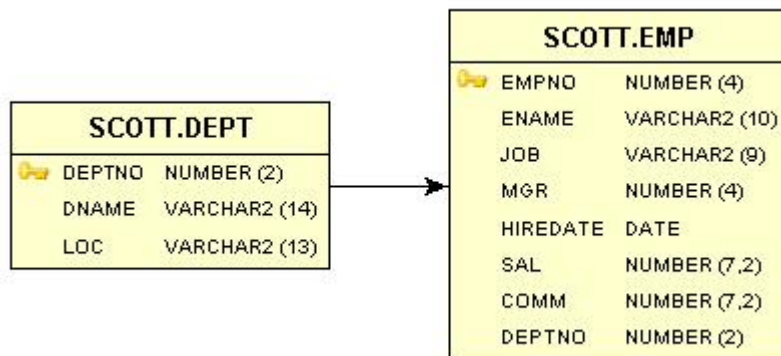 SCOTT.DEPT
DEPTNO NUMBER (2)
DNAME VARCHAR2 (14)
LOC VARCHAR2 (13)
SCOTT.EMP
EMPNO NUMBER (4)
ENAME VARCHAR2 (10)
JOB VARCHAR2 (9)
MGR NUMBER (4)
HIREDATE DATE
SAL NUMBER (7,2)
COMM NUMBER (7,2)
DEPTNO NUMBER (2)